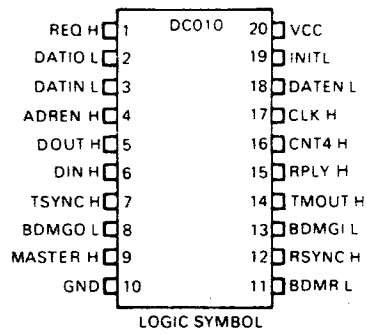 REQ H 1 DC010 20 VCC
DATIO L 2 19 INITL
DATIN L 3 18 DATEN L
ADREN H 4 17 CLK H
DOUT H 5 16 CNT4 H
DIN H 6 15 RPLY H
TSYNC H 7 14 TMOUT H
BDMGO L 8 13 BDMGI L
MASTER H 9 12 RSYNC H
GND 10 11 BDMR L
LOGIC SYMBOL